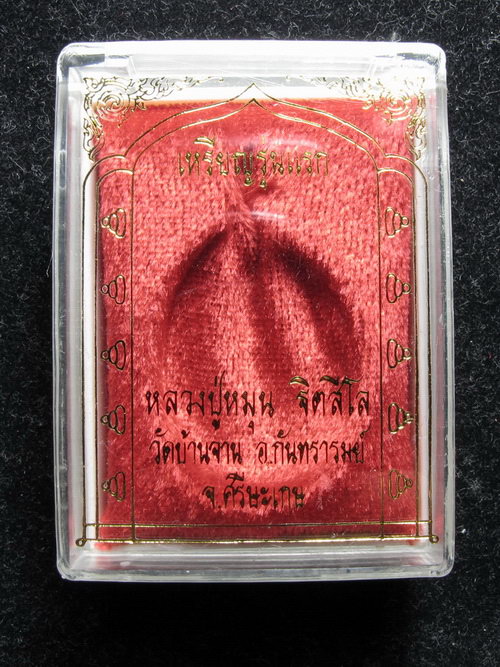 เหรียญรุ่นแรก
หลวงปู่หมุน ฐิตสีโล
วัดบ้านจาน อ.กันทรารมย์
จ.ศรีษะเกษ